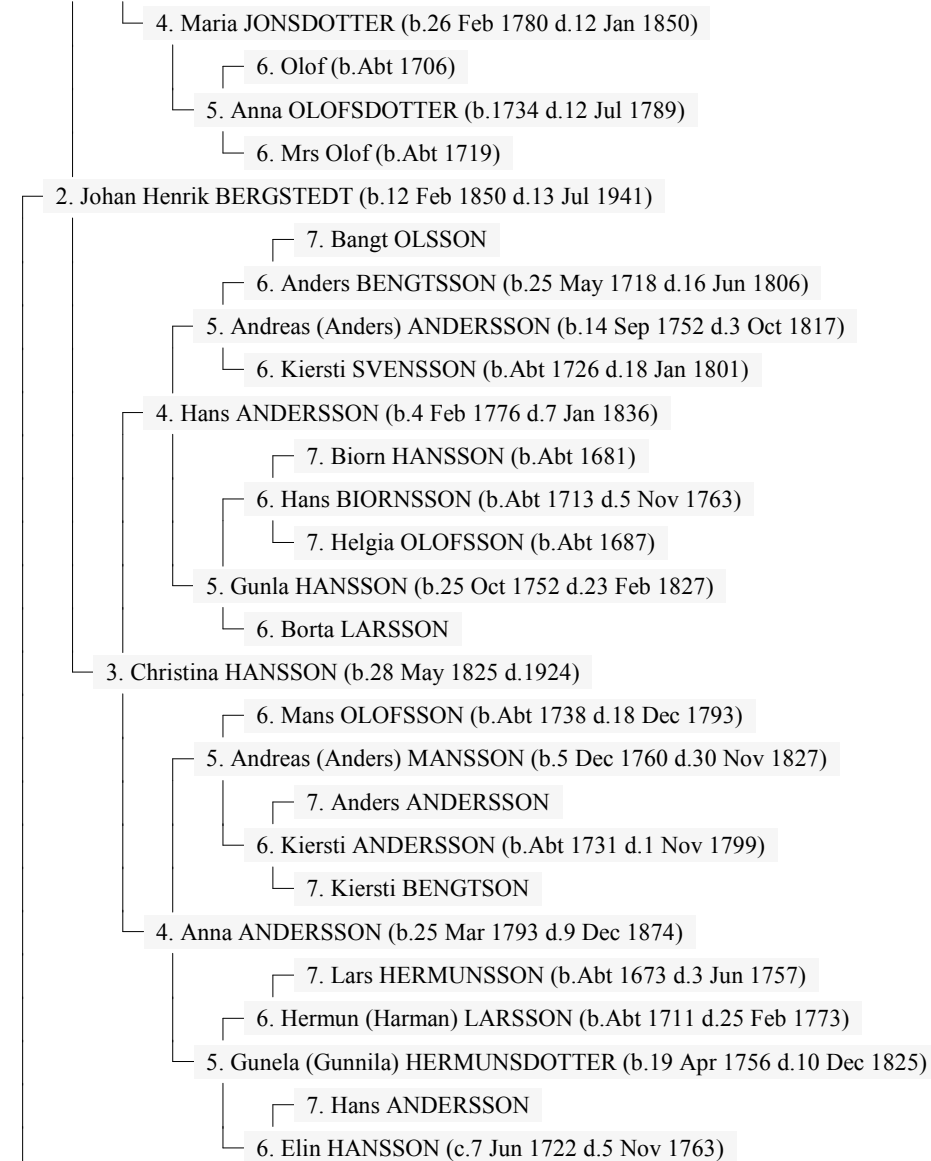 4. Maria JONSDOTTER (b.26 Feb 1780 d.12 Jan 1850)
6. Olof (b.Abt 1706)
5. Anna OLOFSDOTTER (b.1734 d.12 Jul 1789)
6. Mrs Olof (b.Abt 1719)
2. Johan Henrik BERGSTEDT (b.12 Feb 1850 d.13 Jul 1941)
7. Bangt OLSSON
6. Anders BENGTSSON (b.25 May 1718 d.16 Jun 1806)
5. Andreas (Anders) ANDERSSON (b.14 Sep 1752 d.3 Oct 1817)
6. Kiersti SVENSSON (b.Abt 1726 d.18 Jan 1801)
4. Hans ANDERSSON (b.4 Feb 1776 d.7 Jan 1836)
7. Biorn HANSSON (b.Abt 1681)
6. Hans BIORNSSON (b.Abt 1713 d.5 Nov 1763)
7. Helgia OLOFSSON (b.Abt 1687)
5. Gunla HANSSON (b.25 Oct 1752 d.23 Feb 1827)
6. Borta LARSSON
3. Christina HANSSON (b.28 May 1825 d.1924)
6. Mans OLOFSSON (b.Abt 1738 d.18 Dec 1793)
5. Andreas (Anders) MANSSON (b.5 Dec 1760 d.30 Nov 1827)
7. Anders ANDERSSON
6. Kiersti ANDERSSON (b.Abt 1731 d.1 Nov 1799)
7. Kiersti BENGTSON
4. Anna ANDERSSON (b.25 Mar 1793 d.9 Dec 1874)
7. Lars HERMUNSSON (b.Abt 1673 d.3 Jun 1757)
6. Hermun (Harman) LARSSON (b.Abt 1711 d.25 Feb 1773)
5. Gunela (Gunnila) HERMUNSDOTTER (b.19 Apr 1756 d.10 Dec 1825)
7. Hans ANDERSSON
6. Elin HANSSON (c.7 Jun 1722 d.5 Nov 1763)